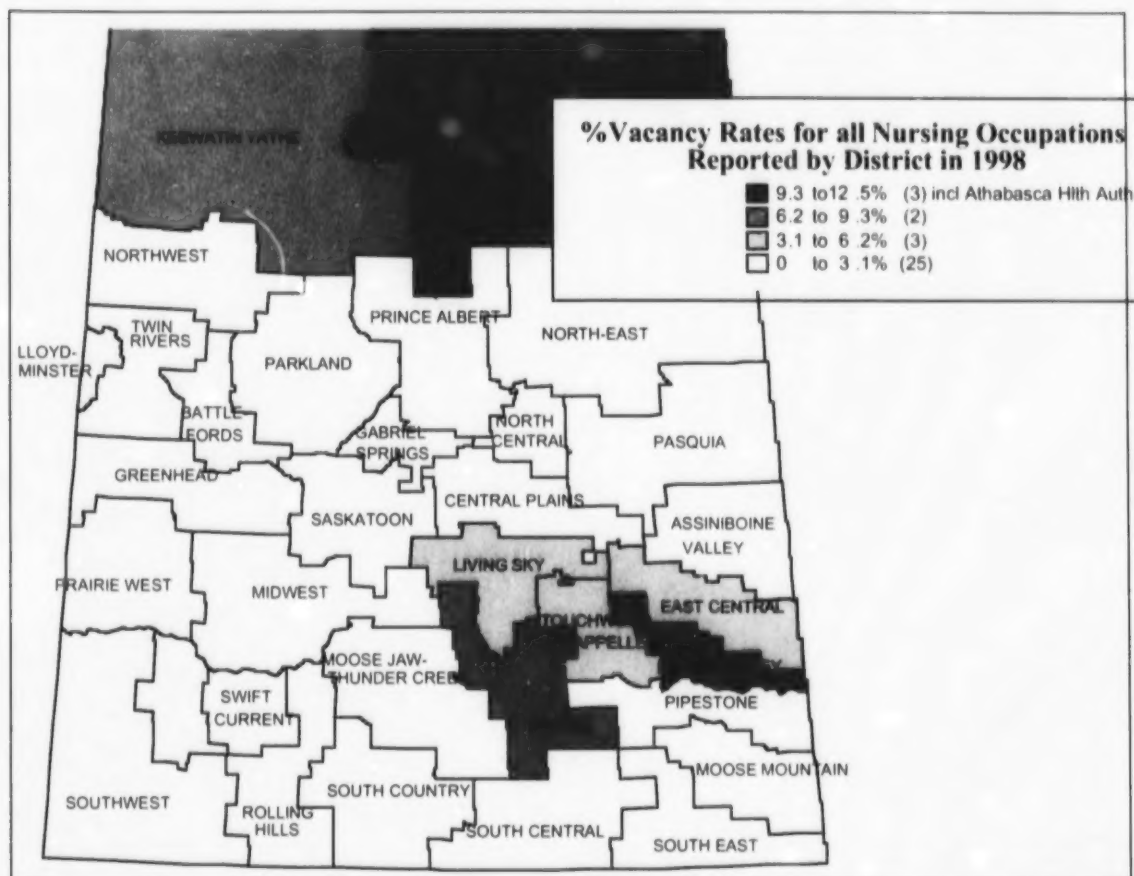 %Vacancy Rates for all Nursing Occupations
Reported by District in 1998
9.3 to12 .5% (3) incl Athabasca Hlth Auth
6.2 to 9 .3% (2)
3.1 to 6 .2% (3)
0 to 3 .1% (25)
KEEWATIN YATHE
NORTHWEST
PRINCE ALBERT
NORTH-EAST
TWIN
RIVERS
LLOYD-
MINSTER
PARKLAND
BATTLE
FORDS
GABRIEL
SPRINGS
NORTH
CENTRAL
PASQUIA
GREENHEAD
CENTRAL PLAINS
SASKATOON
ASSINIBOINE
VALLEY
LIVING SKY
PRAIRIE WEST
MIDWEST
EAST CENTRAL
MOOSE JAW-
THUNDER CREEK
SWIFT
CURRENT
PIPESTONE
MOOSE MOUNTAIN
SOUTHWEST
ROLLING
HILLS
SOUTH COUNTRY
SOUTH CENTRAL
SOUTH EAST